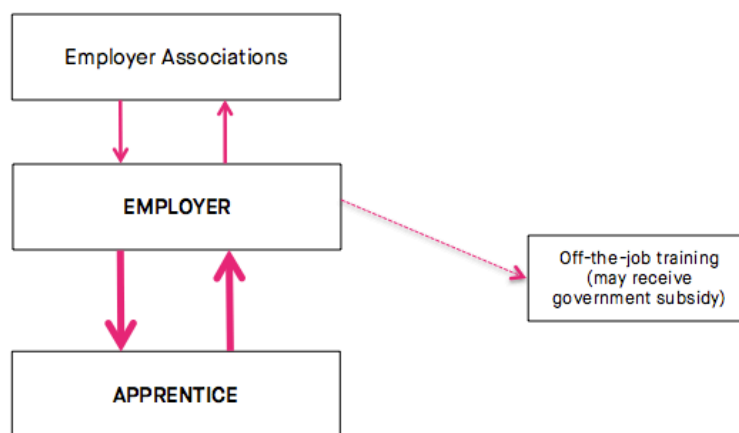 Employer Associations
EMPLOYER
Off-the-job training
(may receive
government subsidy)
APPRENTICE